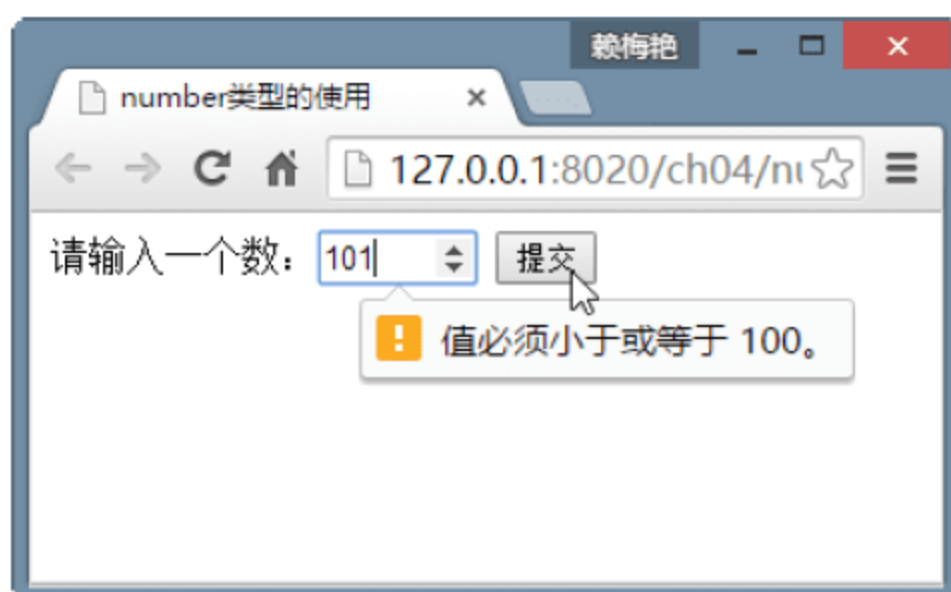 赖梅艳
number类型的使用
127.0.0.1:8020/ch04/nu
请输入一个数： 101 提交
值必须小于或等于 100。